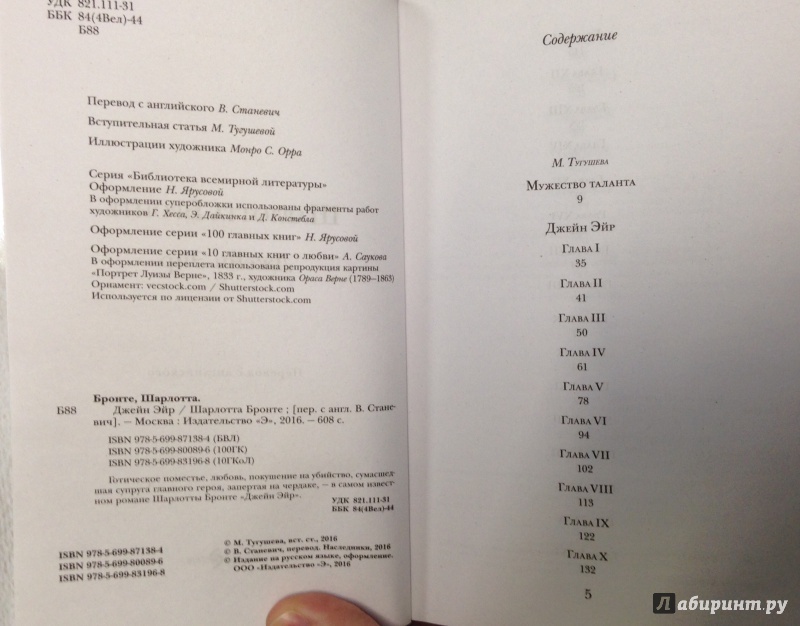 УДК 821.111-31
ББК 84(4Вел)-44
Б88
Перевод с английского В. Станевич
Вступительная статья М. Тугушевой
Иллюстрации художника Монро С. Орра
Серия «Библиотека всемирной литературы»
Оформление Н. Ярусовой
В оформлении суперобложки использованы фрагменты работ
художников Г. Хесса, Э. Дайкинка и Д. Констебла
Оформление серии «100 главных книг» Н. Ярусовой
Оформление серии «10 главных книг о любви» А. Саукова
В оформлении переплета использована репродукция картины
«Портрет Луизы Верне», 1833 г., художника Ораса Верне (1789–1863)
Орнамент: vecstock.com / Shutterstock.com
Используется по лицензии от Shutterstock.com
Бронте, Шарлотта.
Б88 Джейн Эйр / Шарлотта Бронте ; [пер. с англ. В. Стане-
вич]. – Москва : Издательство «Э», 2016. – 608 с.
ISBN 978-5-699-87138-4 (БВЛ)
ISBN 978-5-699-80089-6 (100ГК)
ISBN 978-5-699-83196-8 (10ГКоЛ)
Готическое поместье, любовь, покушение на убийство, сумасшед-
шая супруга главного героя, запертая на чердаке, – в самом извест-
ном романе Шарлотты Бронте «Джейн Эйр».
УДК 821.111-31
ББК 84(4Вел)-44
© М. Тугушева, вст. ст., 2016
© В. Станевич, перевод. Наследники, 2016
© Издание на русском языке, оформление.
ООО «Издательство «Э», 2016
ISBN 978-5-699-87138-4
ISBN 978-5-699-80089-6
ISBN 978-5-699-83196-8
Содержание
М. Тугушева
Мужество таланта
9
Джейн Эйр
Глава I
35
Глава II
41
Глава III
50
Глава IV
61
Глава V
78
Глава VI
94
Глава VII
102
Глава VIII
113
Глава IX
122
Глава X
132
5
Лабиринт.ру